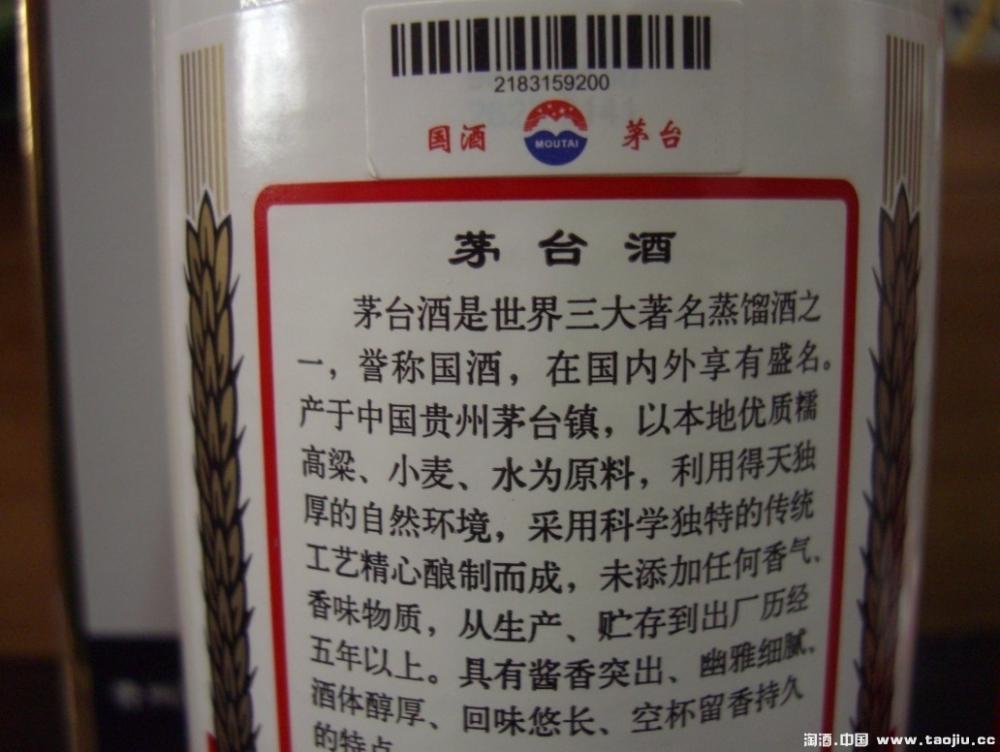 2183159200
国酒 MOUTAI 茅台
茅台酒
茅台酒是世界三大著名蒸馏酒之
一，誉称国酒，在国内外享有盛名。
产于中国贵州茅台镇，以本地优质糯
高粱、小麦、水为原料，利用得天独
厚的自然环境，采用科学独特的传统
工艺精心酿制而成，未添加任何香气、
香味物质，从生产、贮存到出厂历经
五年以上。具有酱香突出、幽雅细腻、
酒体醇厚、回味悠长、空杯留香持久
的特点
淘酒.中国 www.taojiu.cc